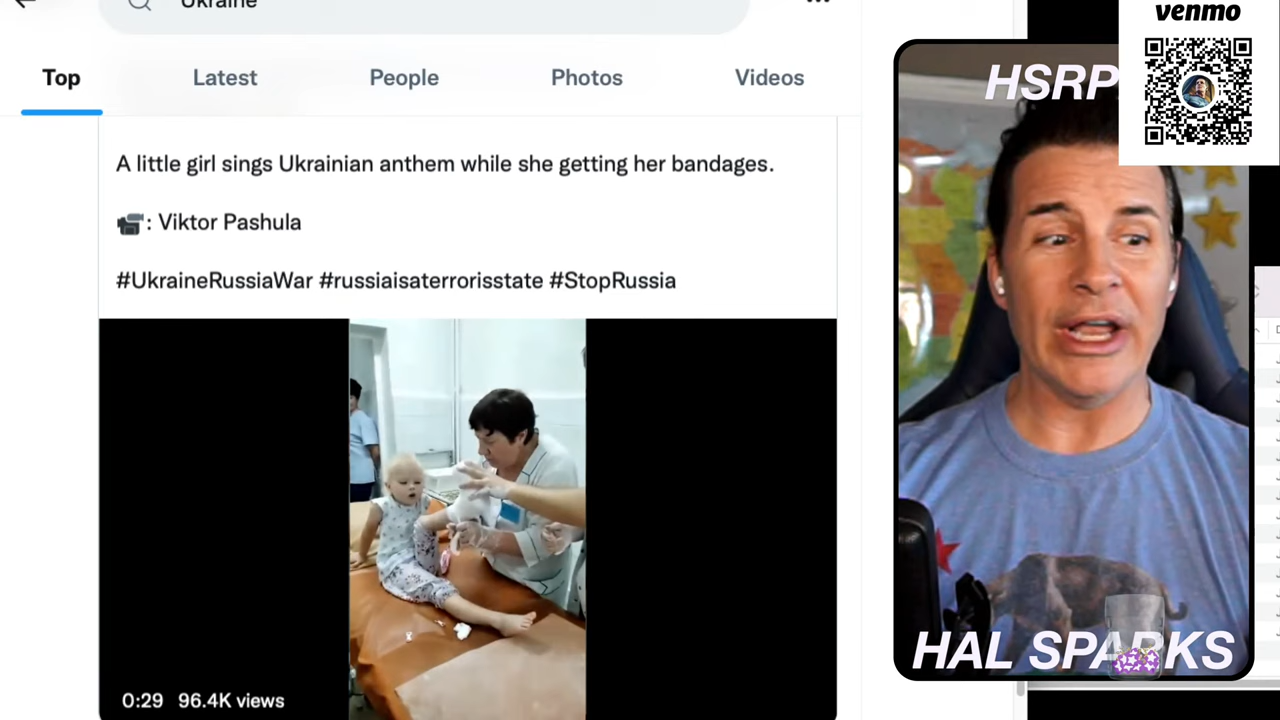 Ukraine
Top
Latest
People
Photos
Videos
A little girl sings Ukrainian anthem while she getting her bandages.
: Viktor Pashula
#UkraineRussiaWar #russiaisaterrorisstate #StopRussia
0:29 96.4K views
venmo
HSRP
HAL SPARKS